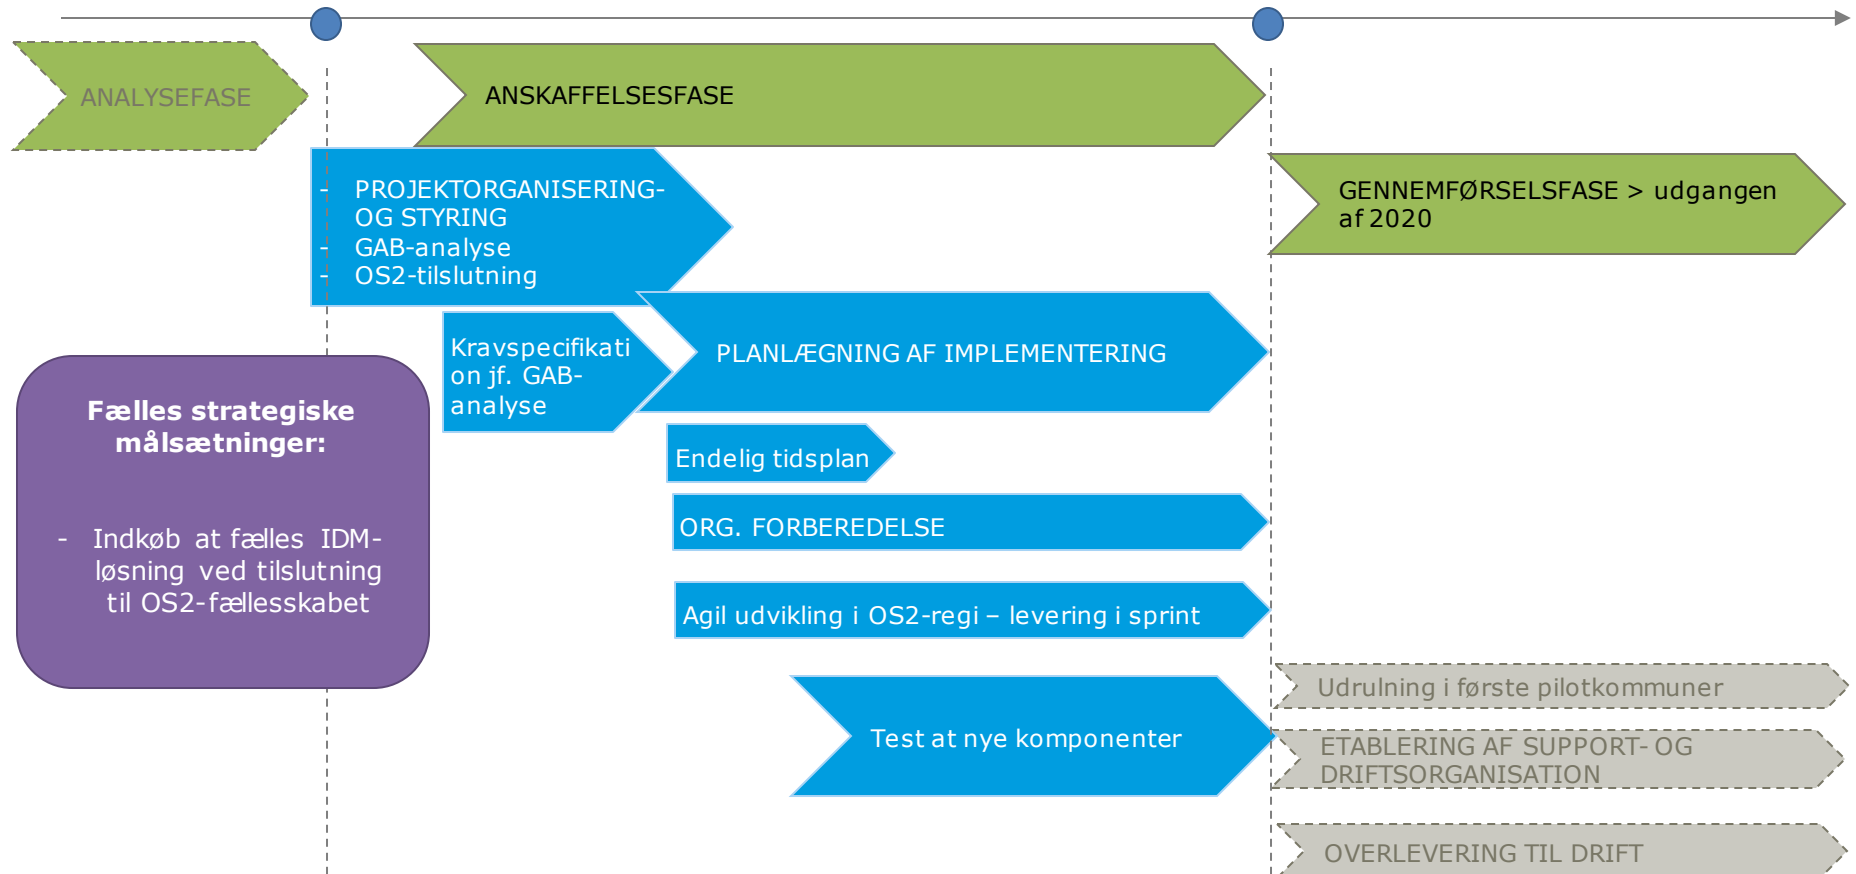 ANALYSEFASE
ANSKAFFELSESFASE
- PROJEKTORGANISERING-
OG STYRING
- GAB-analyse
- OS2-tilslutning
GENNEMFØRSELSFASE > udgangen
af 2020
Kravspecifikati
on jf. GAB-
analyse
PLANLÆGNING AF IMPLEMENTERING
Fælles strategiske
målsætninger:
- Indkøb at fælles IDM-
løsning ved tilslutning
til OS2-fællesskabet
Endelig tidsplan
ORG. FORBEREDELSE
Agil udvikling i OS2-regi – levering i sprint
Test at nye komponenter
Udrulning i første pilotkommuner
ETABLERING AF SUPPORT- OG
DRIFTSORGANISATION
OVERLEVERING TIL DRIFT